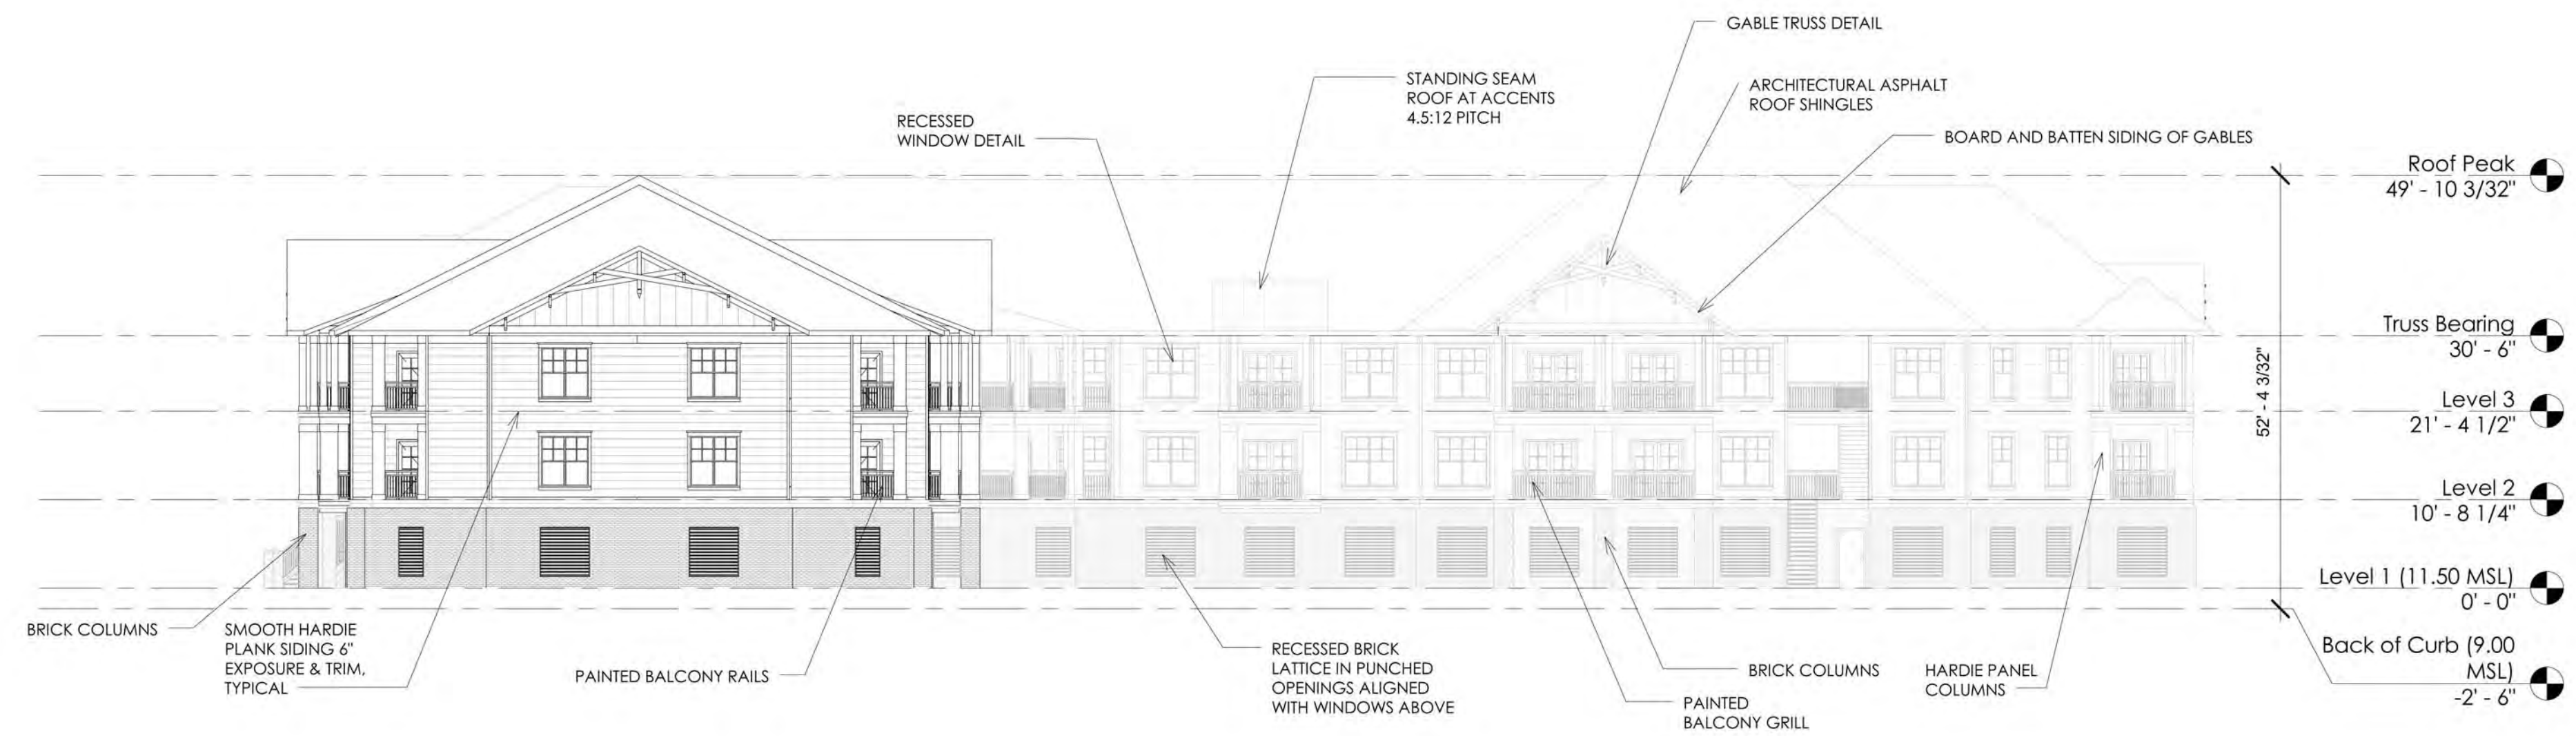 GABLE TRUSS DETAIL
STANDING SEAM
ROOF AT ACCENTS
4.5:12 PITCH
ARCHITECTURAL ASPHALT
ROOF SHINGLES
RECESSED
WINDOW DETAIL
BOARD AND BATTEN SIDING OF GABLES
Roof Peak
49' - 10 3/32"
Truss Bearing
30' - 6"
52' - 4 3/32"
Level 3
21' - 4 1/2"
Level 2
10' - 8 1/4"
Level 1 (11.50 MSL)
0' - 0"
Back of Curb (9.00
MSL)
-2' - 6"
BRICK COLUMNS
SMOOTH HARDIE
PLANK SIDING 6"
EXPOSURE & TRIM,
TYPICAL
PAINTED BALCONY RAILS
RECESSED BRICK
LATTICE IN PUNCHED
OPENINGS ALIGNED
WITH WINDOWS ABOVE
BRICK COLUMNS
PAINTED
BALCONY GRILL
HARDIE PANEL
COLUMNS